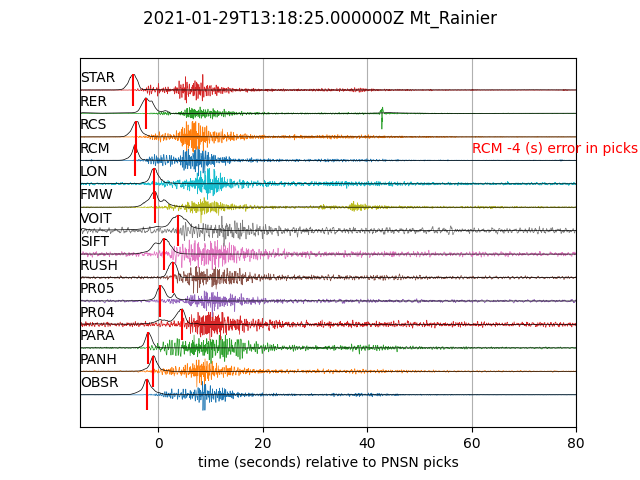 2021-01-29T13:18:25.000000Z Mt_Rainier
STAR
RER
RCS
RCM
RCM -4 (s) error in picks
LON
FMW
VOIT
SIFT
RUSH
PR05
PR04
PARA
PANH
OBSR
0 20 40 60 80
time (seconds) relative to PNSN picks